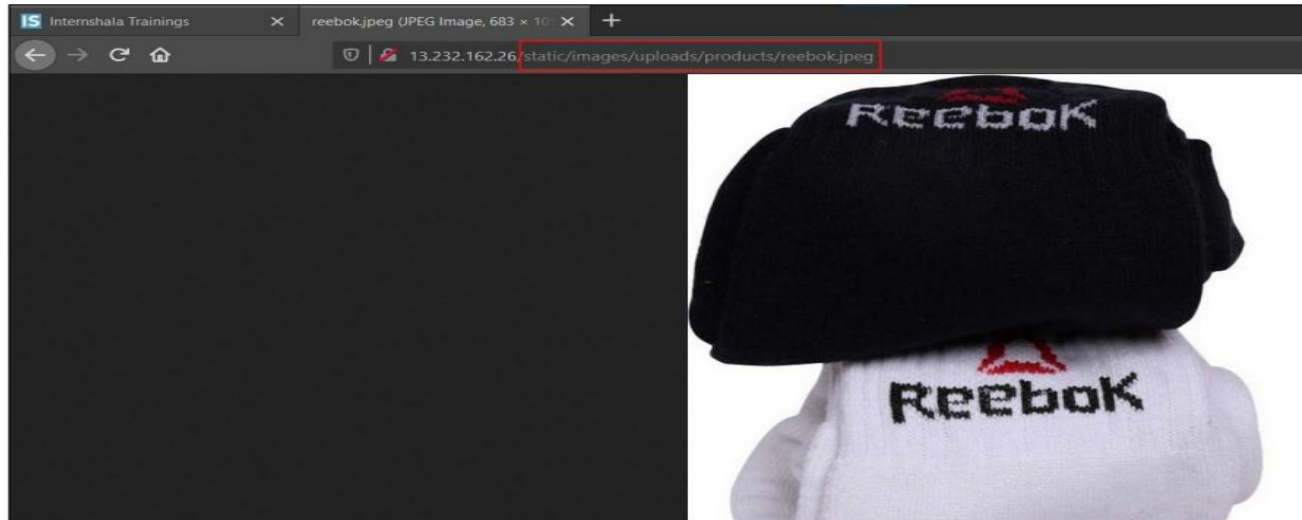 IS Internshala Trainings
reebok.jpeg (JPEG Image, 683 × 10
13.232.162.26/static/images/uploads/products/reebok.jpeg
ReeboK
ReeboK